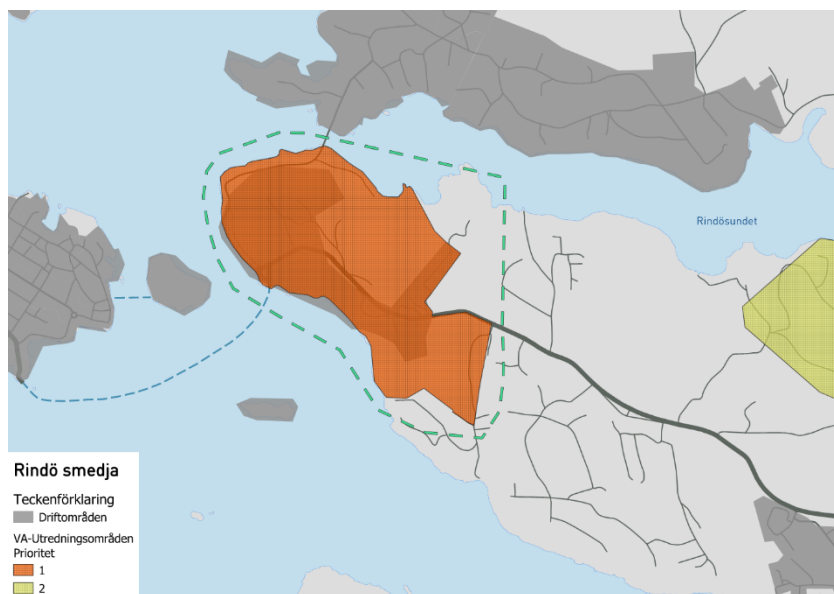 Rindösundet
Rindö smedja
Teckenförklaring
Driftområden
VA-Utredningsområden
Prioritet
1
2